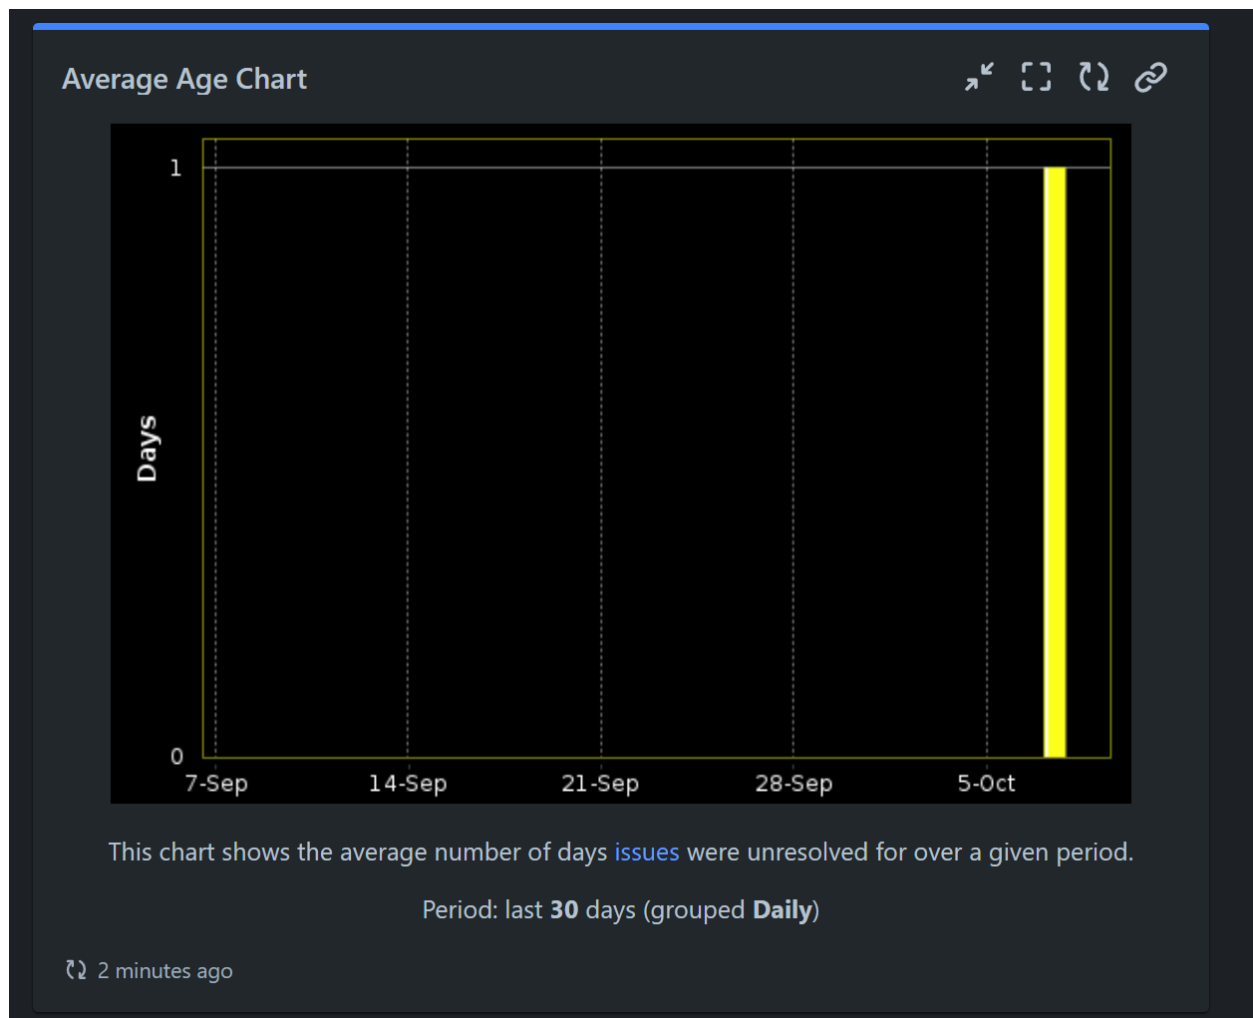 Average Age Chart
1
Days
0
7-Sep 14-Sep 21-Sep 28-Sep 5-Oct
This chart shows the average number of days issues were unresolved for over a given period.
Period: last 30 days (grouped Daily)
2 minutes ago